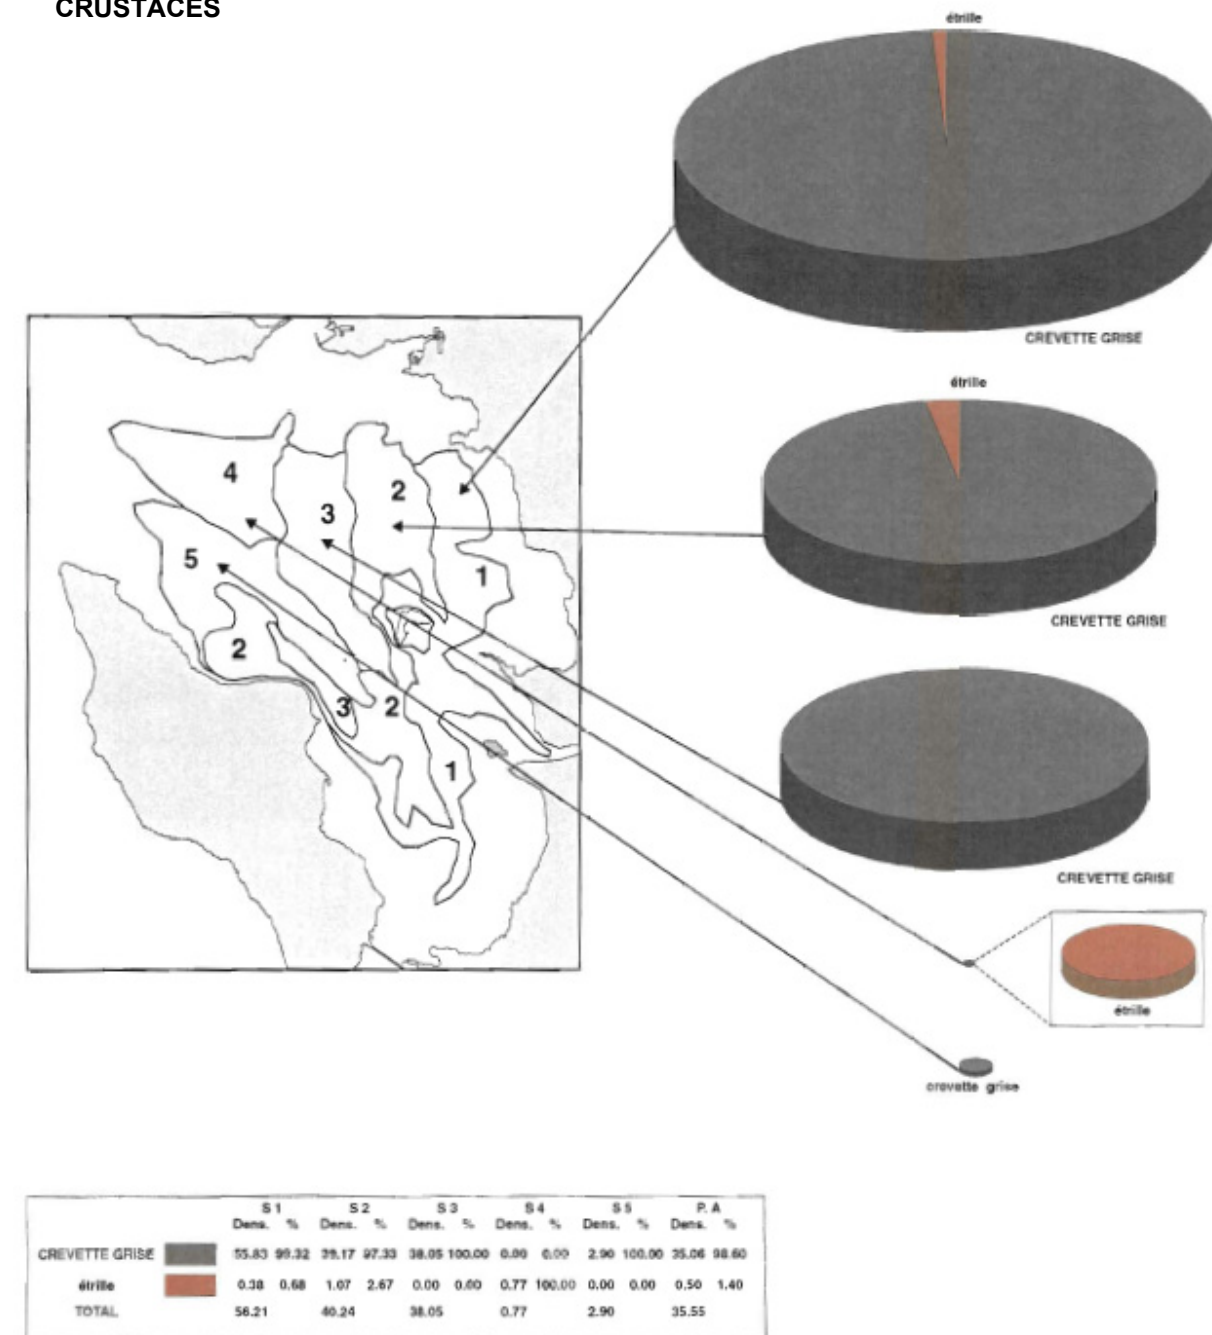 CRUSTACES
étrille
CREVETTE GRISE
étrille
CREVETTE GRISE
4
2
3
5
1
2
3
2
1
CREVETTE GRISE
étrille
crevette grise
S 1 S 2 S 3 S 4 S 5 P. A
Dens. % Dens. % Dens. % Dens. % Dens. % Dens. %
CREVETTE GRISE 55.83 99.32 39.17 97.33 38.05 100.00 0.00 0.00 2.90 100.00 35.06 98.60
étrille 0.38 0.68 1.07 2.67 0.00 0.00 0.77 100.00 0.00 0.00 0.50 1.40
TOTAL 56.21 40.24 38.05 0.77 2.90 35.55